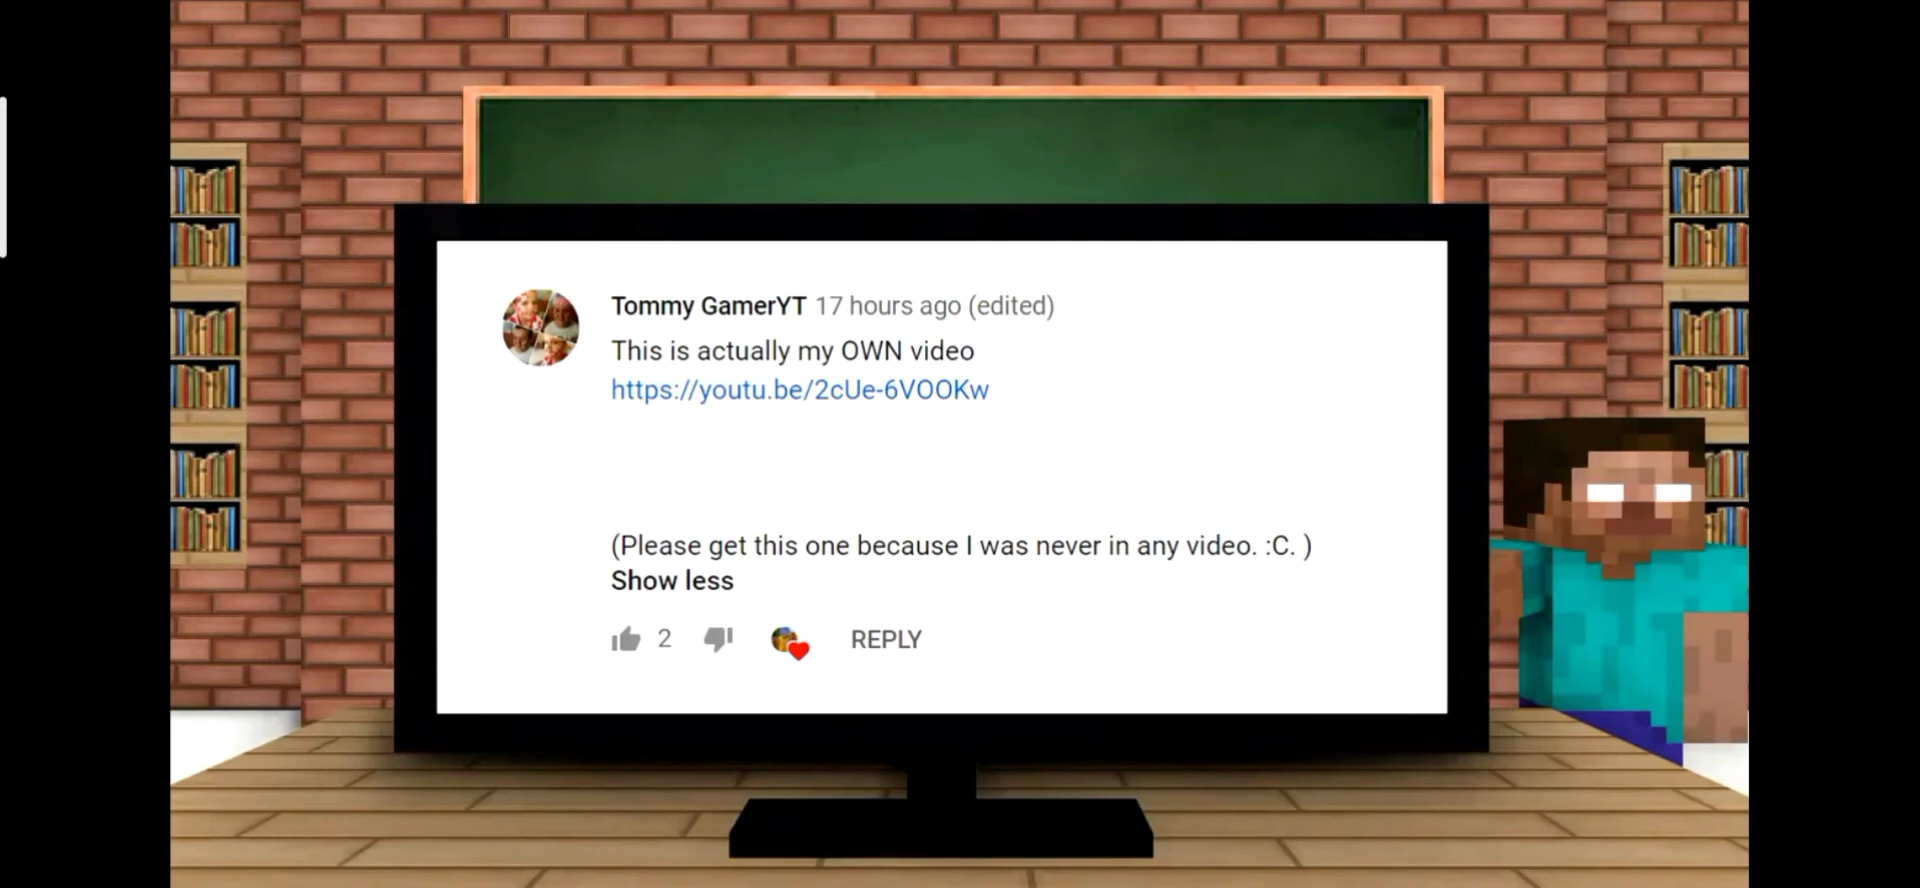 Tommy GamerYT 17 hours ago (edited)
This is actually my OWN video
https://youtu.be/2cUe-6VOOKw
(Please get this one because I was never in any video. :C. )
Show less
2 REPLY